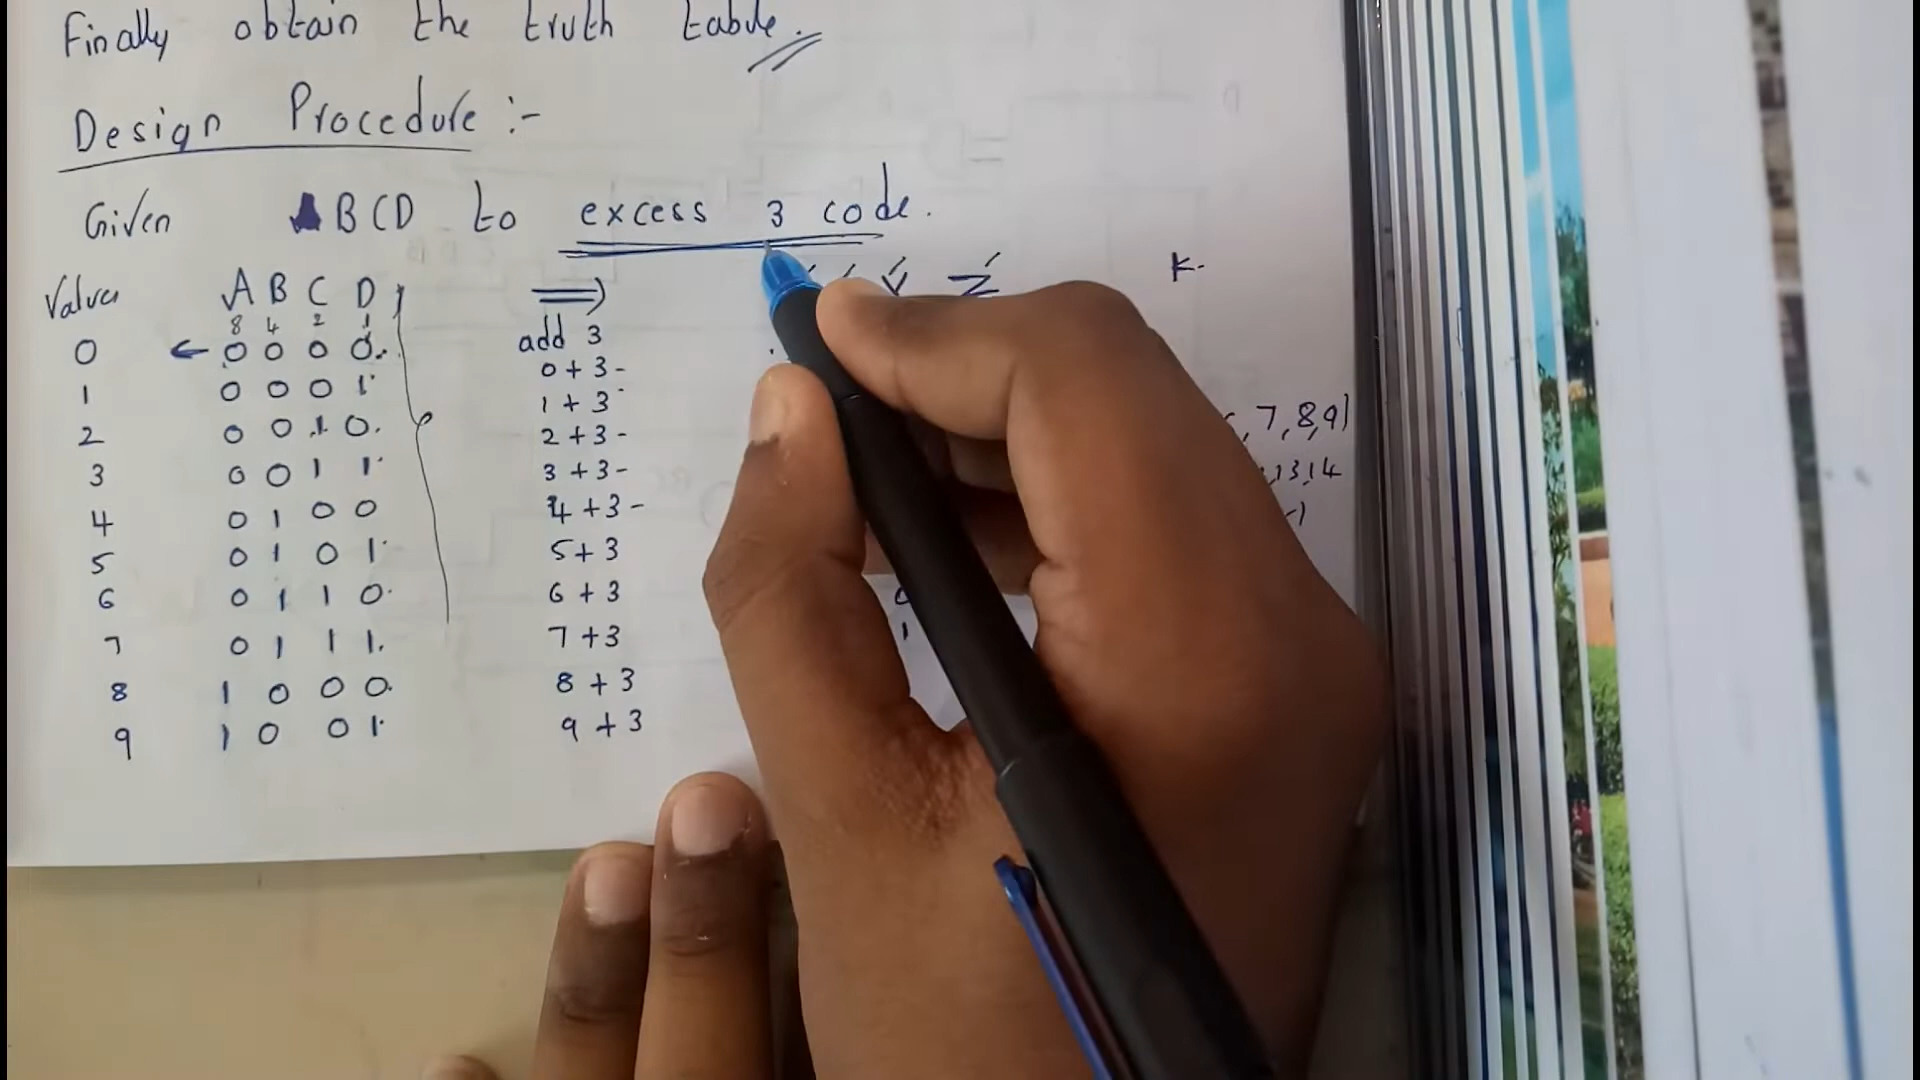 Finally obtain the truth table.
Design Procedure :-
Given BCD to excess 3 code.
Values A B C D ⇒ V Z K.
8 4 2 1 add 3
0 ← 0 0 0 0. 0 + 3 -
1 0 0 0 1. 1 + 3 -
2 0 0 1 0. 2 + 3 - , 7, 8, 9)
3 0 0 1 1. 3 + 3 - , 13, 14
4 0 1 0 0 4 + 3 -
5 0 1 0 1. 5 + 3
6 0 1 1 0. 6 + 3
7 0 1 1 1. 7 + 3
8 1 0 0 0. 8 + 3
9 1 0 0 1. 9 + 3